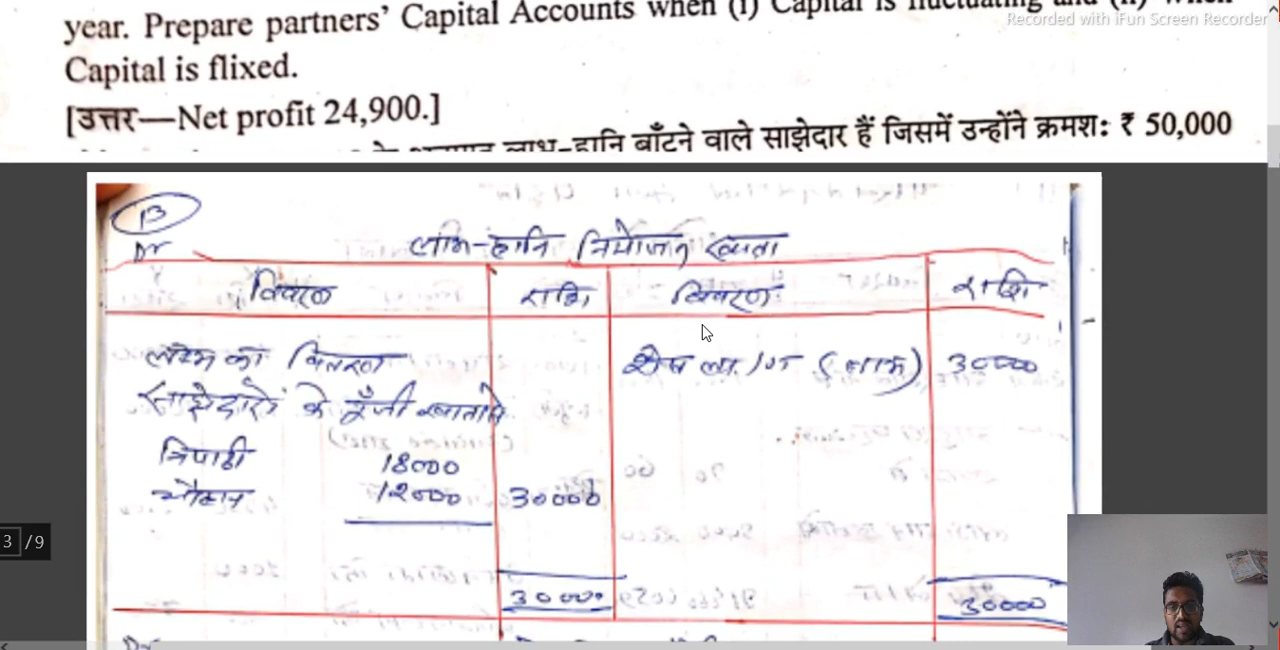 year. Prepare partners' Capital Accounts when (i) Capital is fluctuating and (ii) when
Recorded with iFun Screen Recorder
Capital is flixed.
[उत्तर—Net profit 24,900.]
लाभ-हानि बाँटने वाले साझेदार हैं जिसमें उन्होंने क्रमश: ₹ 50,000
13
Dr
लाभ-हानि नियोजन खाता
विवरण राशि विवरण राशि
लाभ का वितरण शेष ला./ (लाभ) 30000
साझेदारों के पूँजी खाता में
त्रिपाठी 18000
चौहान 12000 30000
30000 30000
3 / 9
Dr